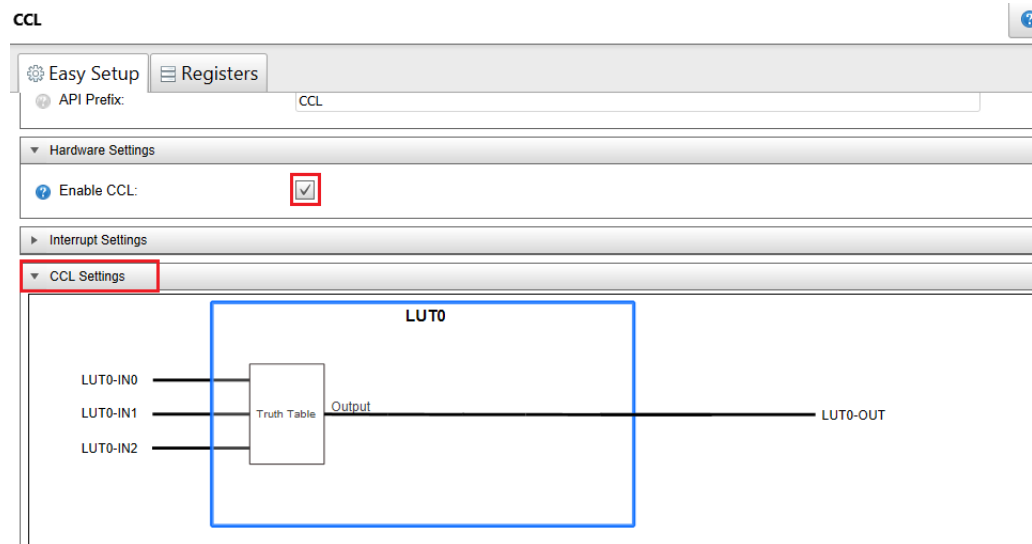 CCL
Easy Setup Registers
API Prefix: CCL
Hardware Settings
Enable CCL:
Interrupt Settings
CCL Settings
LUT0
LUT0-IN0
LUT0-IN1 Truth Table Output LUT0-OUT
LUT0-IN2